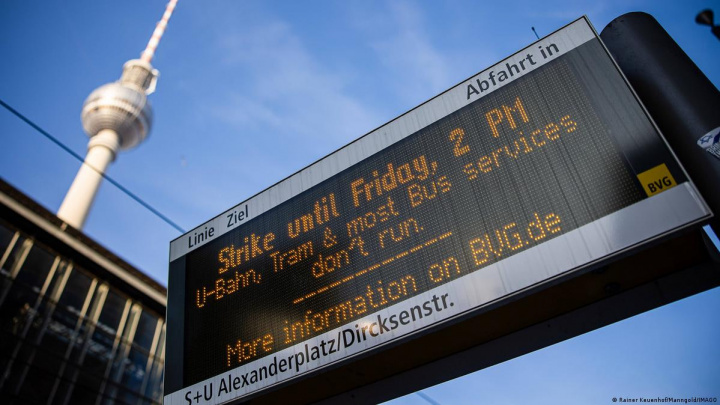 Linie Ziel Abfahrt in
Strike until Friday, 2 PM
U-Bahn, Tram & most Bus services
don't run.
More information on BVG.de
BVG
S+U Alexanderplatz/Dircksenstr.
© Rainer Keuenhof/Manngold/IMAGO